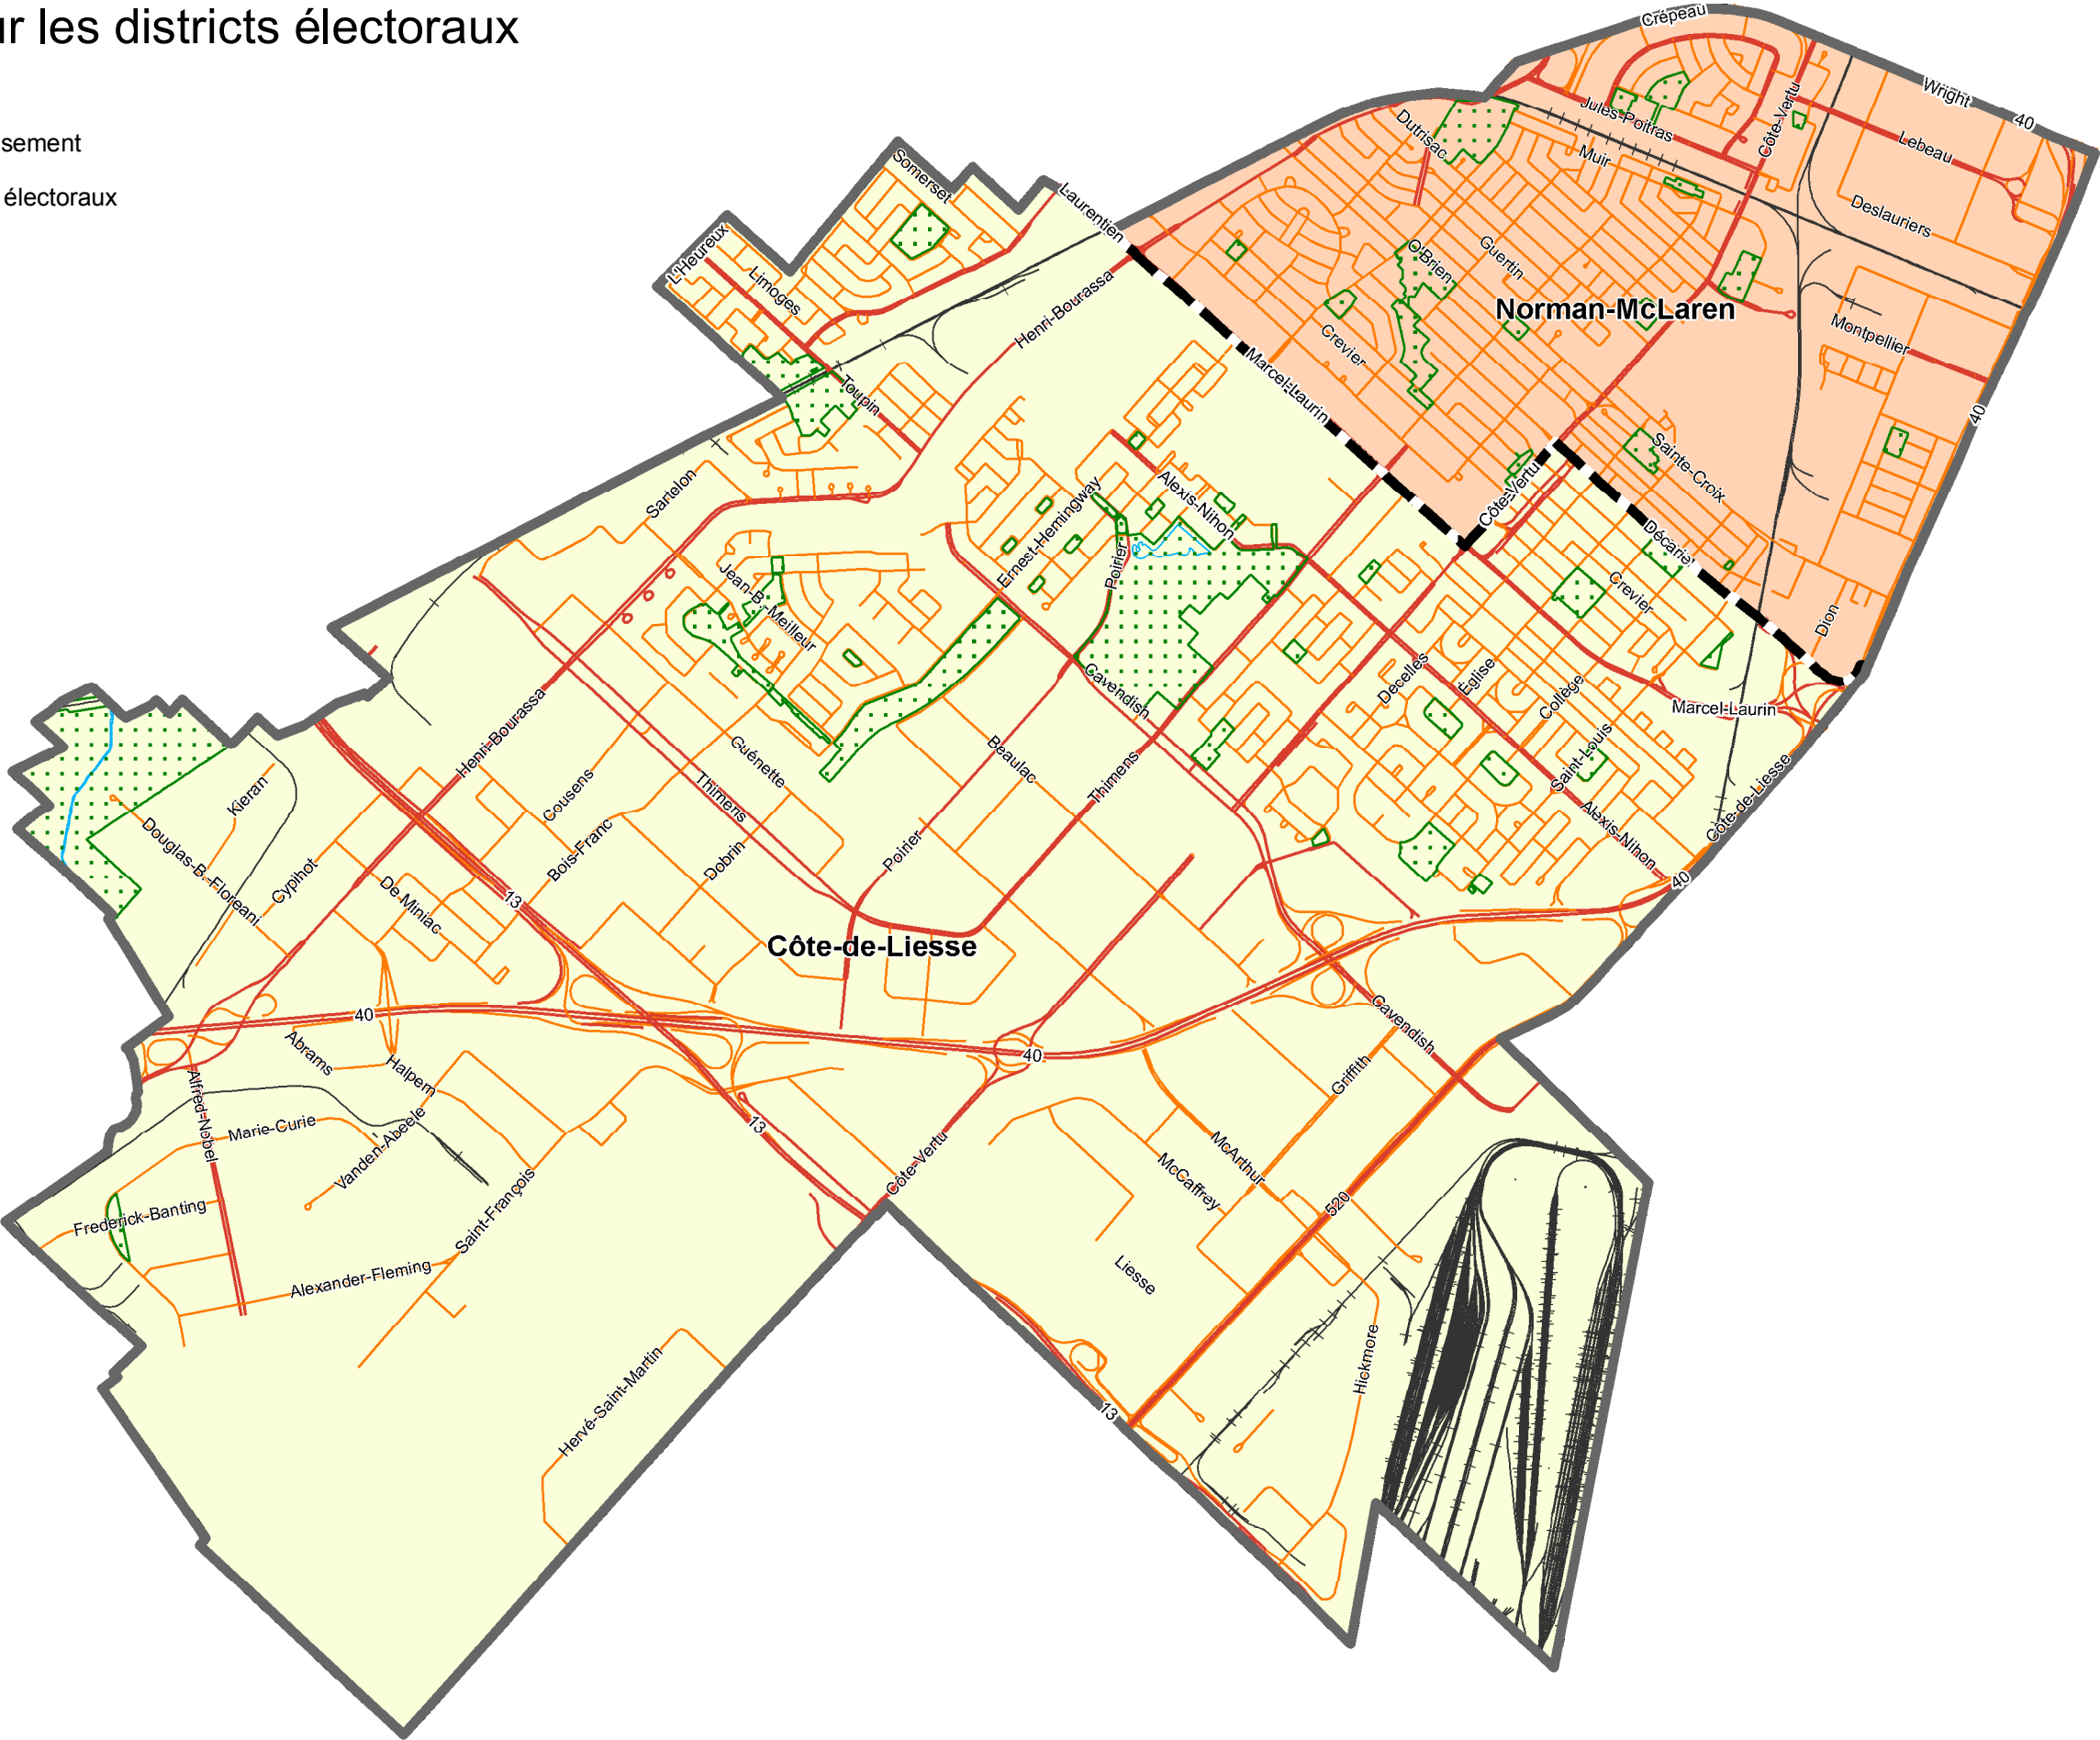 ur les districts électoraux
sement
électoraux
Crépeau
Wright
40
Jules-Poitras
Côte-Vertu
Lebeau
Dutrisac
Muir
Somerset
Laurentien
Deslauriers
L'Heureux
Limoges
O'Brien
Guertin
Henri-Bourassa
Norman-McLaren
Montpellier
Crevier
Marcel-Laurin
Toupin
40
Sainte-Croix
Sartelon
Alexis-Nihon
Côte-Vertu
Ernest-Hemingway
Décarie
Poirier
Jean-B.-Meilleur
Crevier
Dion
Decelles
Église
Cavendish
Collège
Marcel-Laurin
Henri-Bourassa
Guénette
Beaulac
Saint-Louis
Thimens
Thimens
Kieran
Cousens
Côte-de-Liesse
Douglas-B.-Floreani
Bois-Franc
Dobrin
Poirier
Alexis-Nihon
Cypihot
De Miniac
13
40
Côte-de-Liesse
40
Cavendish
Abrams
40
Halpern
Griffith
Alfred-Nobel
Marie-Curie
Vanden-Abeele
13
Côte-Vertu
McArthur
McCaffrey
Frederick-Banting
Saint-François
520
Alexander-Fleming
Liesse
Hickmore
Hervé-Saint-Martin
13